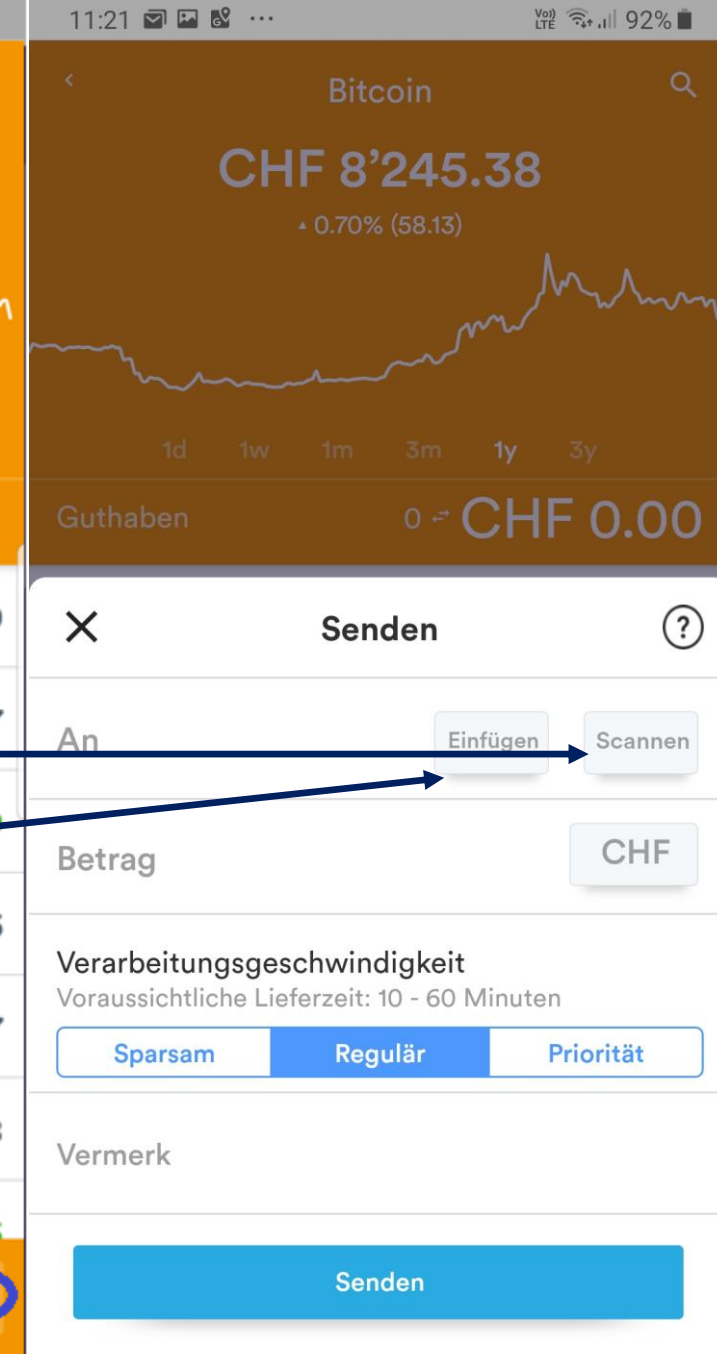 11:21 92%
Bitcoin
CHF 8’245.38
0.70% (58.13)
1d 1w 1m 3m 1y 3y
Guthaben 0 CHF 0.00
Senden ?
An Einfügen Scannen
Betrag CHF
Verarbeitungsgeschwindigkeit
Voraussichtliche Lieferzeit: 10 - 60 Minuten
Sparsam Regulär Priorität
Vermerk
Senden